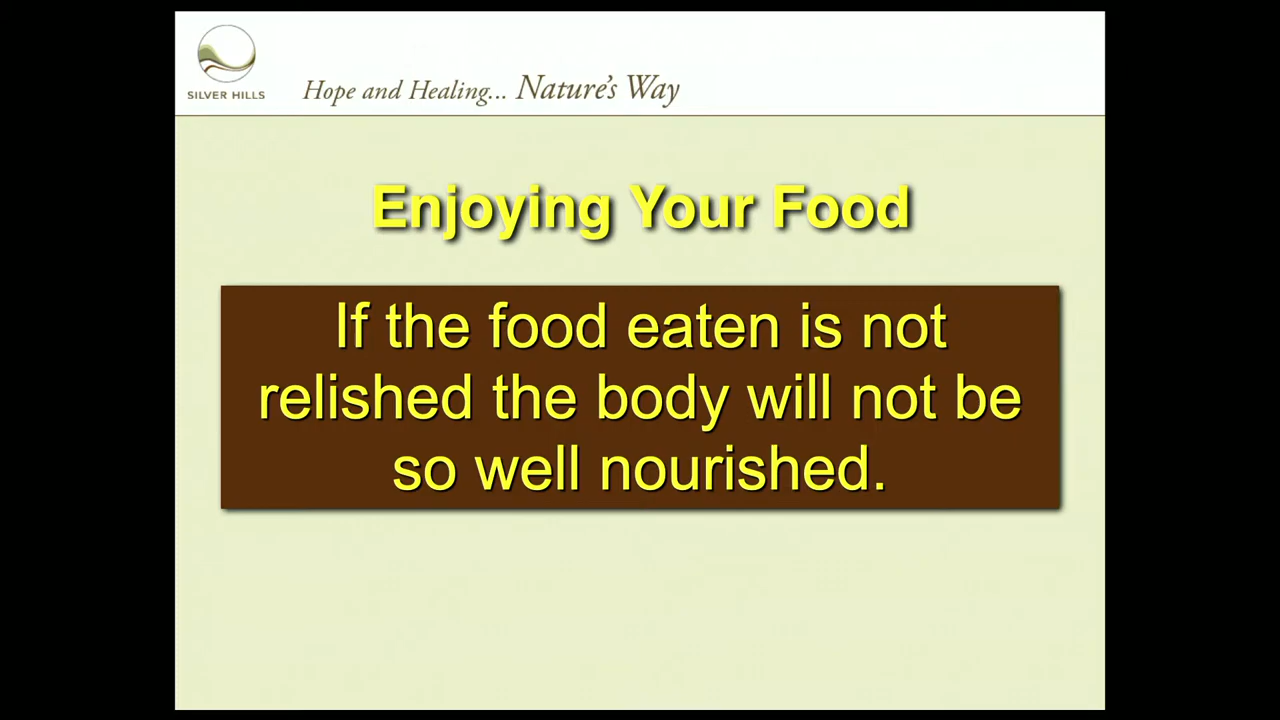 SILVER HILLS
Hope and Healing... Nature's Way
Enjoying Your Food
If the food eaten is not
relished the body will not be
so well nourished.